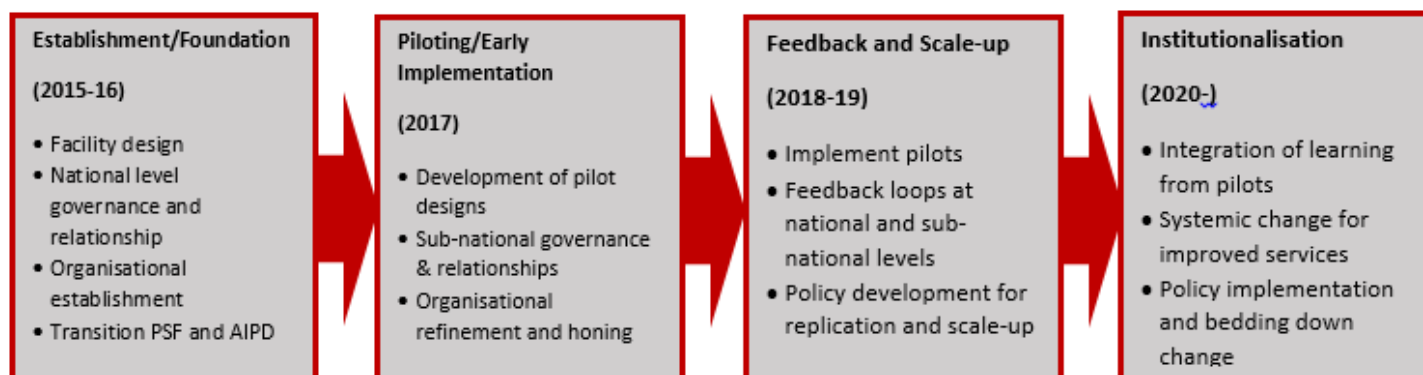 Establishment/Foundation
(2015-16)
• Facility design
• National level
governance and
relationship
• Organisational
establishment
• Transition PSF and AIPD
Piloting/Early
Implementation
(2017)
• Development of pilot
designs
• Sub-national governance
& relationships
• Organisational
refinement and honing
Feedback and Scale-up
(2018-19)
• Implement pilots
• Feedback loops at
national and sub-
national levels
• Policy development for
replication and scale-up
Institutionalisation
(2020-)
• Integration of learning
from pilots
• Systemic change for
improved services
• Policy implementation
and bedding down
change